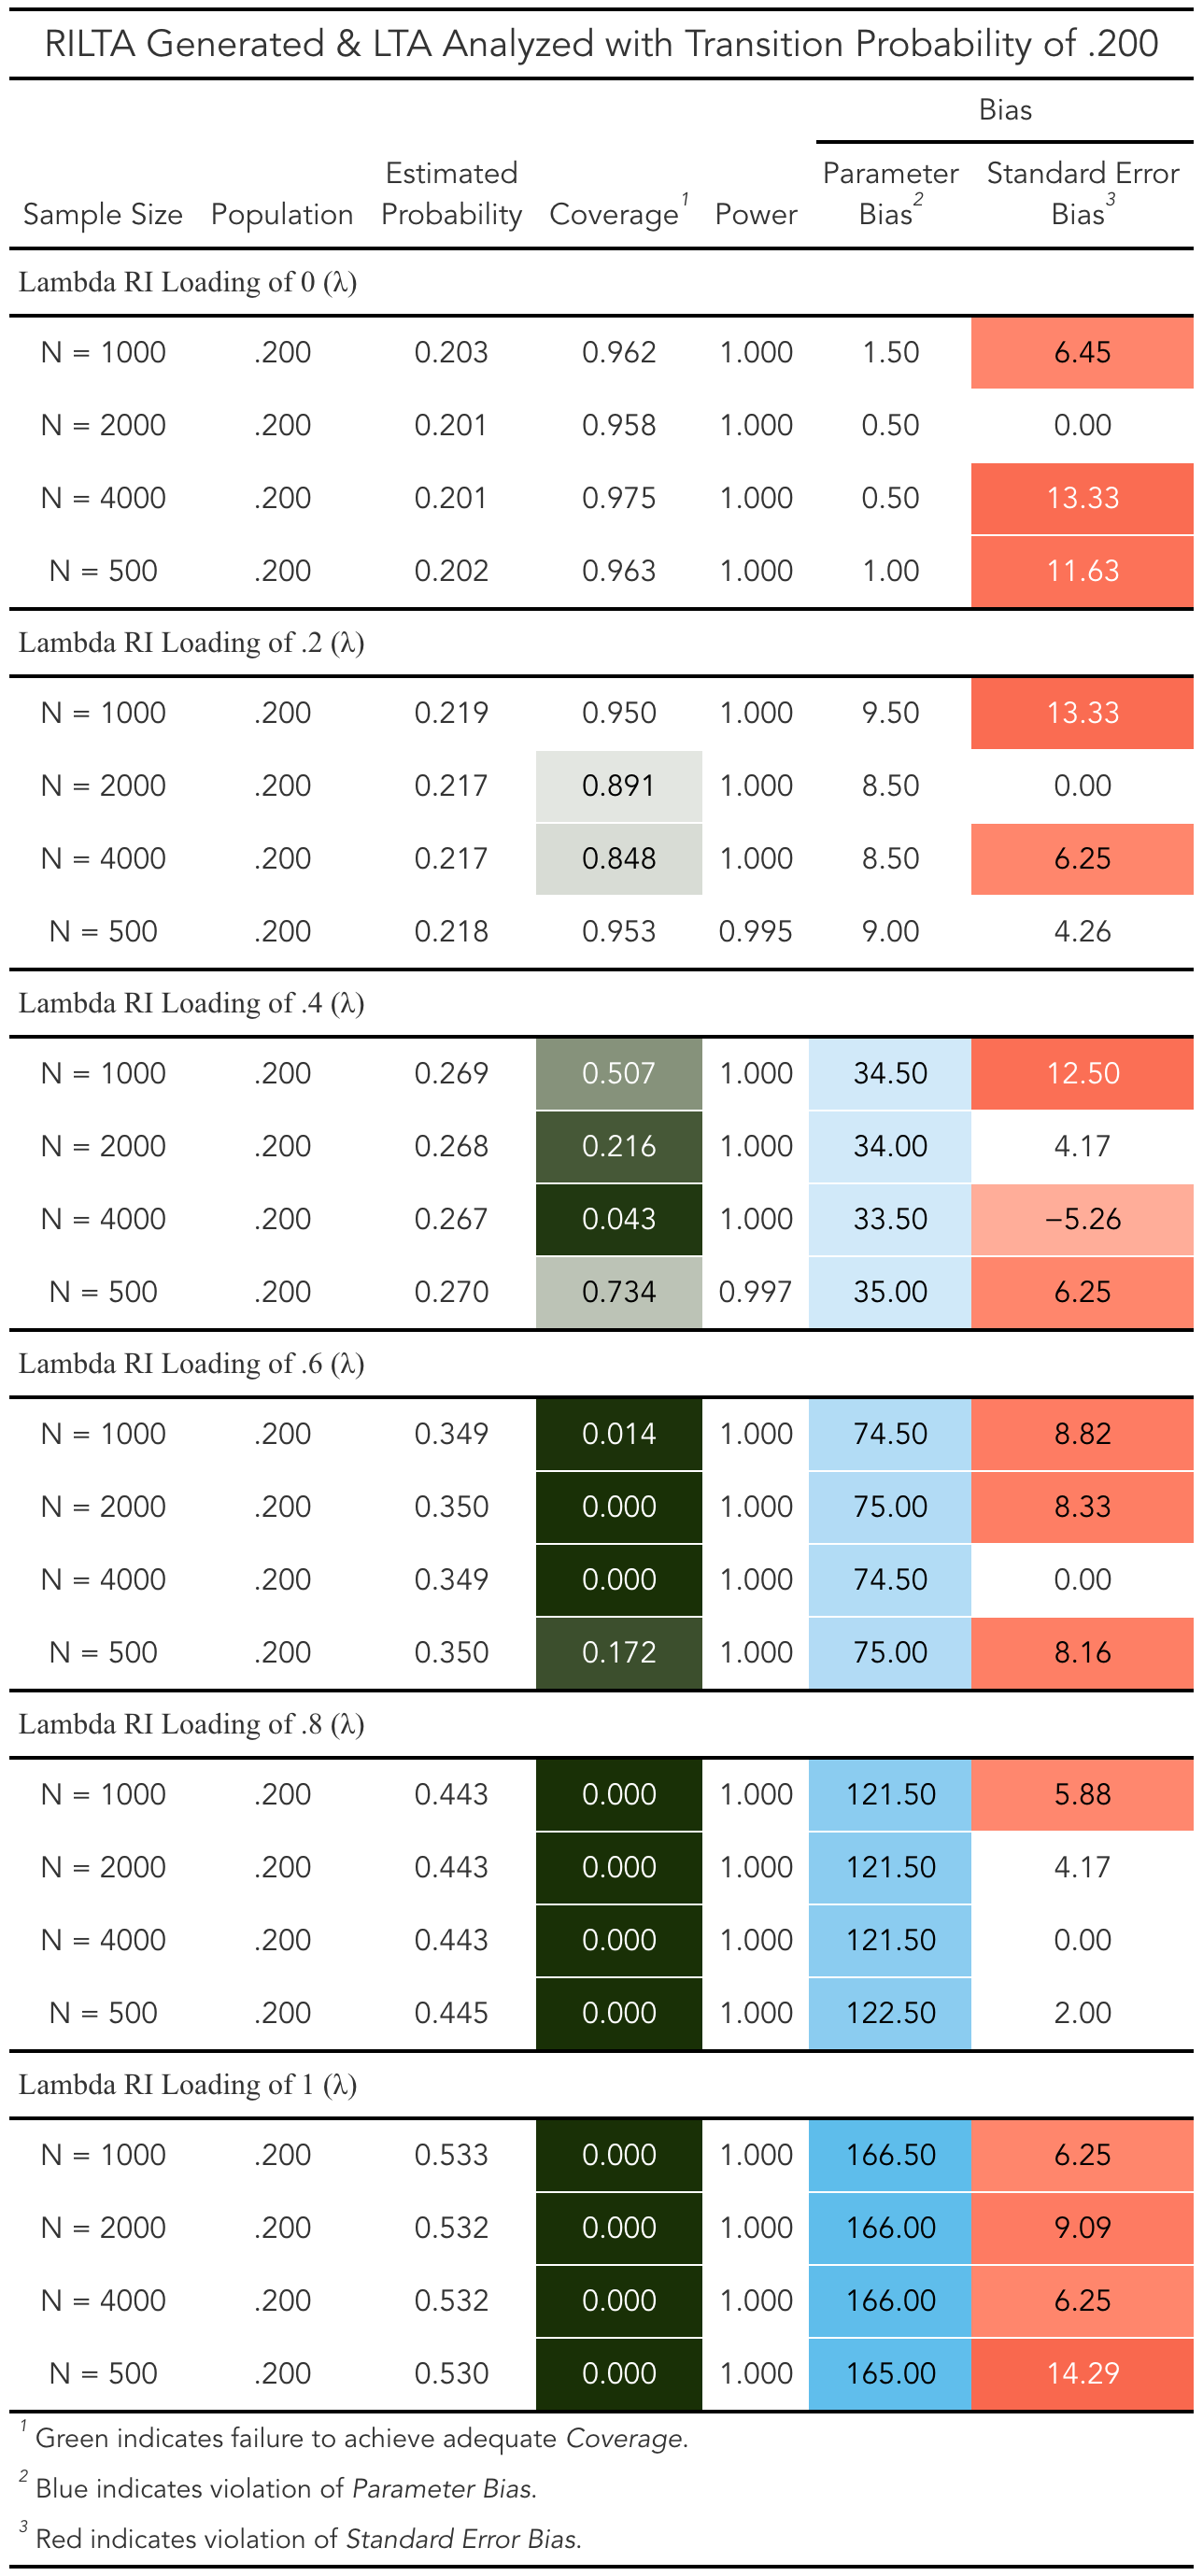 RILTA Generated & LTA Analyzed with Transition Probability of .200
Bias
Sample Size Population Estimated Probability Coverage1 Power Parameter Bias2 Standard Error Bias3
Lambda RI Loading of 0 (λ)
N = 1000 .200 0.203 0.962 1.000 1.50 6.45
N = 2000 .200 0.201 0.958 1.000 0.50 0.00
N = 4000 .200 0.201 0.975 1.000 0.50 13.33
N = 500 .200 0.202 0.963 1.000 1.00 11.63
Lambda RI Loading of .2 (λ)
N = 1000 .200 0.219 0.950 1.000 9.50 13.33
N = 2000 .200 0.217 0.891 1.000 8.50 0.00
N = 4000 .200 0.217 0.848 1.000 8.50 6.25
N = 500 .200 0.218 0.953 0.995 9.00 4.26
Lambda RI Loading of .4 (λ)
N = 1000 .200 0.269 0.507 1.000 34.50 12.50
N = 2000 .200 0.268 0.216 1.000 34.00 4.17
N = 4000 .200 0.267 0.043 1.000 33.50 −5.26
N = 500 .200 0.270 0.734 0.997 35.00 6.25
Lambda RI Loading of .6 (λ)
N = 1000 .200 0.349 0.014 1.000 74.50 8.82
N = 2000 .200 0.350 0.000 1.000 75.00 8.33
N = 4000 .200 0.349 0.000 1.000 74.50 0.00
N = 500 .200 0.350 0.172 1.000 75.00 8.16
Lambda RI Loading of .8 (λ)
N = 1000 .200 0.443 0.000 1.000 121.50 5.88
N = 2000 .200 0.443 0.000 1.000 121.50 4.17
N = 4000 .200 0.443 0.000 1.000 121.50 0.00
N = 500 .200 0.445 0.000 1.000 122.50 2.00
Lambda RI Loading of 1 (λ)
N = 1000 .200 0.533 0.000 1.000 166.50 6.25
N = 2000 .200 0.532 0.000 1.000 166.00 9.09
N = 4000 .200 0.532 0.000 1.000 166.00 6.25
N = 500 .200 0.530 0.000 1.000 165.00 14.29
1 Green indicates failure to achieve adequate Coverage.
2 Blue indicates violation of Parameter Bias.
3 Red indicates violation of Standard Error Bias.